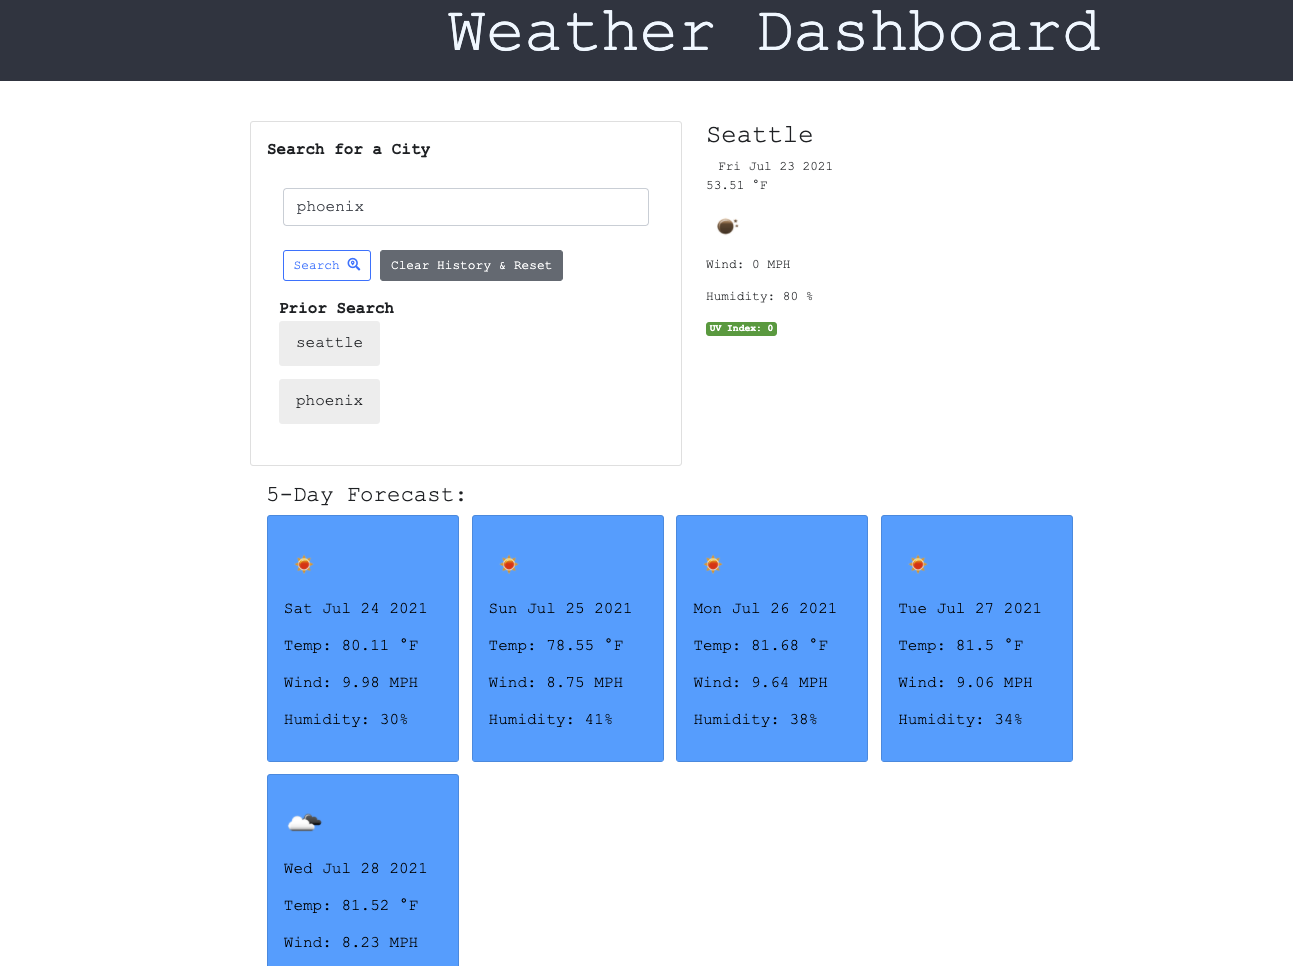 Weather Dashboard
Search for a City
phoenix
Search
Clear History & Reset
Prior Search
seattle
phoenix
Seattle
Fri Jul 23 2021
53.51 °F
Wind: 0 MPH
Humidity: 80 %
UV Index: 0
5-Day Forecast:
Sat Jul 24 2021
Temp: 80.11 °F
Wind: 9.98 MPH
Humidity: 30%
Sun Jul 25 2021
Temp: 78.55 °F
Wind: 8.75 MPH
Humidity: 41%
Mon Jul 26 2021
Temp: 81.68 °F
Wind: 9.64 MPH
Humidity: 38%
Tue Jul 27 2021
Temp: 81.5 °F
Wind: 9.06 MPH
Humidity: 34%
Wed Jul 28 2021
Temp: 81.52 °F
Wind: 8.23 MPH